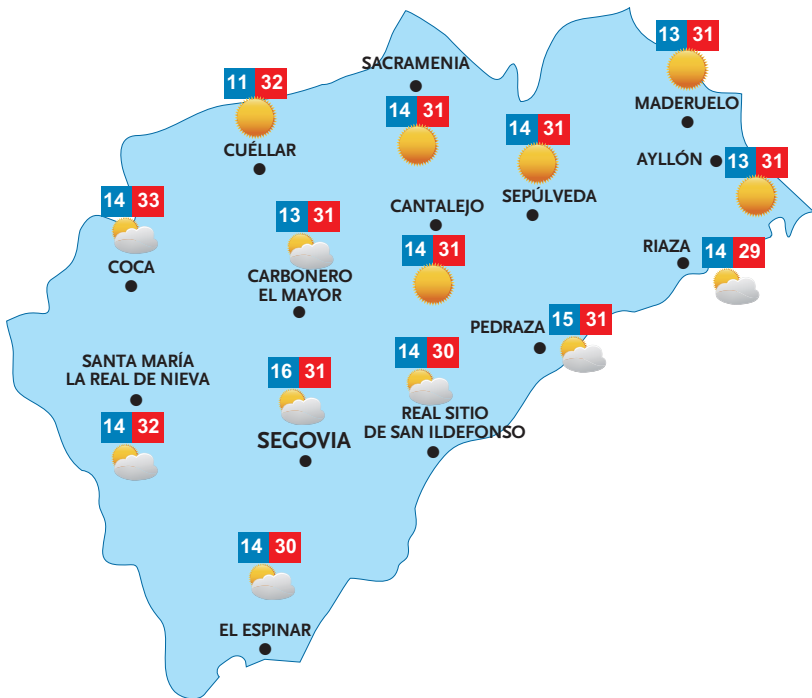 13 31
MADERUELO
SACRAMENIA
14 31
11 32
CUÉLLAR
14 31
SEPÚLVEDA
AYLLÓN
13 31
14 33
COCA
13 31
CARBONERO
EL MAYOR
CANTALEJO
14 31
RIAZA
14 29
PEDRAZA
15 31
SANTA MARÍA
LA REAL DE NIEVA
14 32
16 31
SEGOVIA
14 30
REAL SITIO
DE SAN ILDEFONSO
14 30
EL ESPINAR